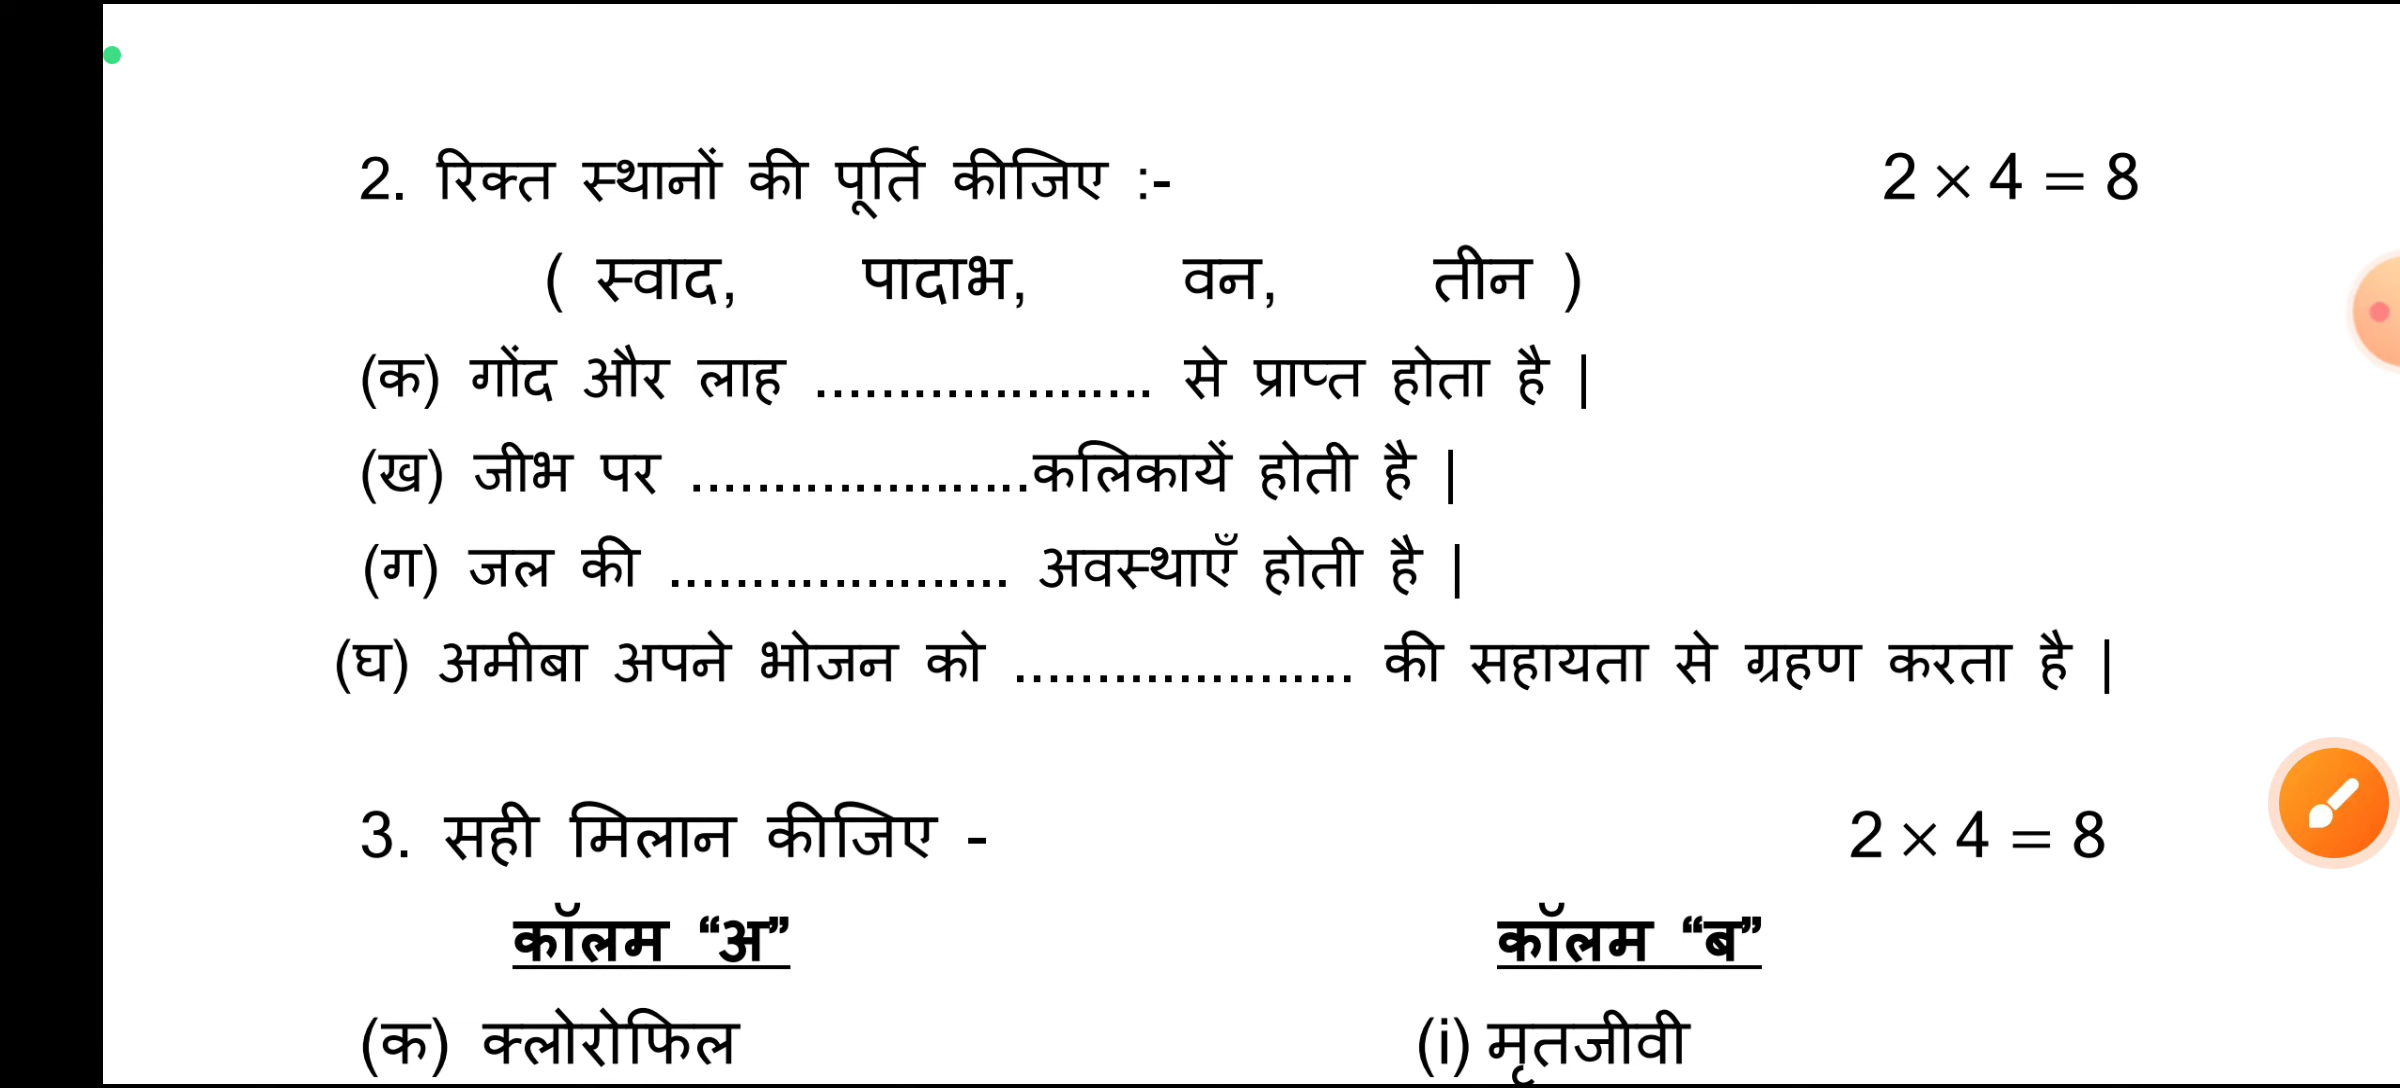 2. रिक्त स्थानों की पूर्ति कीजिए :- 2 × 4 = 8
( स्वाद, पादाभ, वन, तीन )
(क) गोंद और लाह ..................... से प्राप्त होता है |
(ख) जीभ पर .....................कलिकायें होती है |
(ग) जल की ..................... अवस्थाएँ होती है |
(घ) अमीबा अपने भोजन को ..................... की सहायता से ग्रहण करता है |
3. सही मिलान कीजिए - 2 × 4 = 8
कॉलम “अ” कॉलम “ब”
(क) क्लोरोफिल (i) मृतजीवी